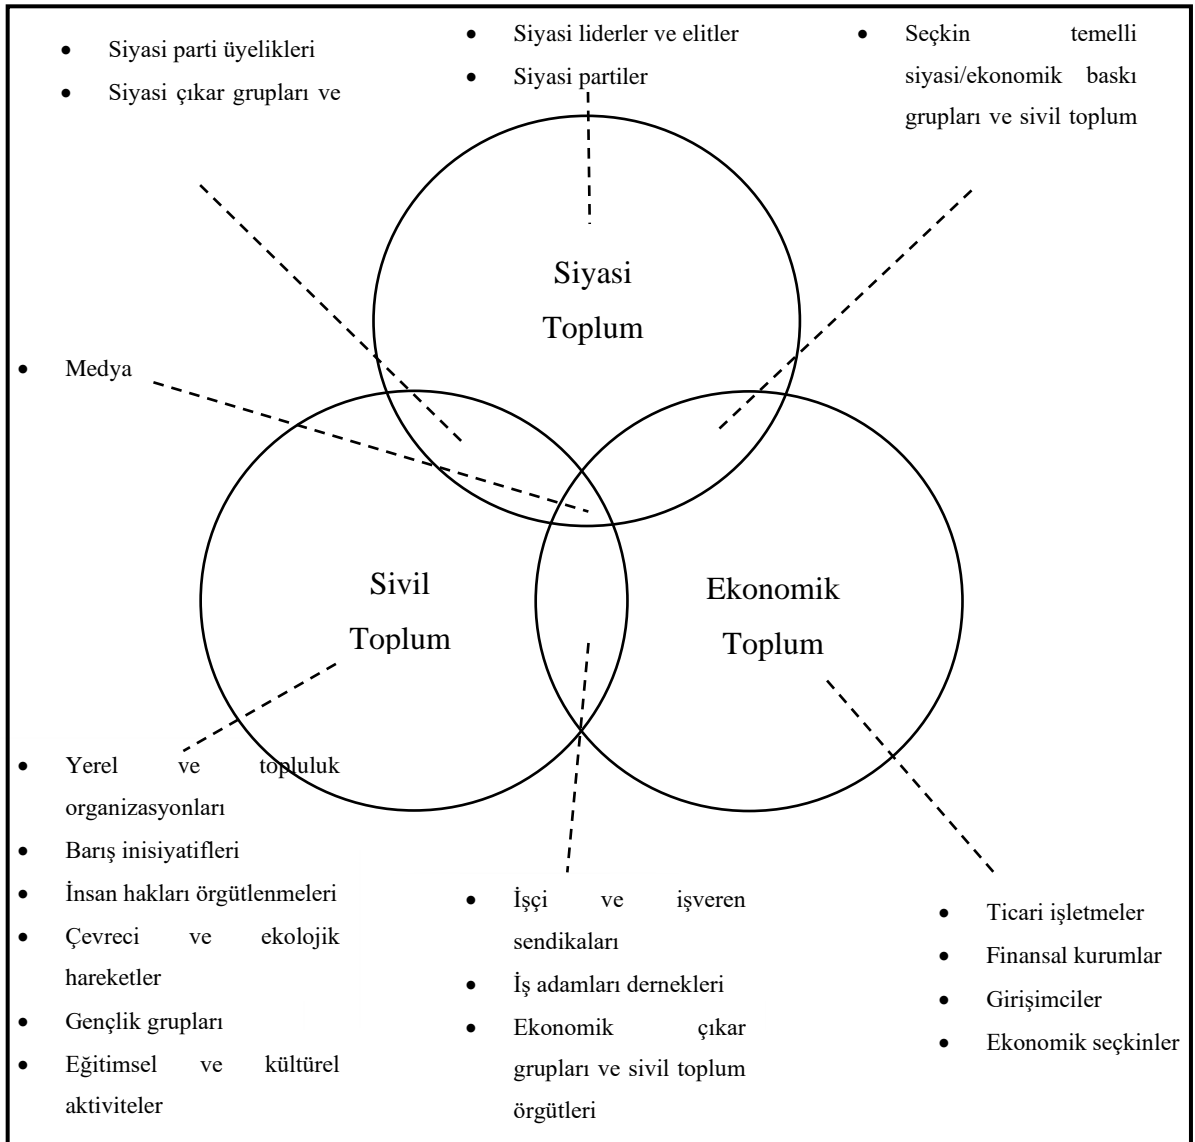 Siyasi parti üyelikleri
Siyasi çıkar grupları ve
Siyasi liderler ve elitler
Siyasi partiler
Seçkin temelli
siyasi/ekonomik baskı
grupları ve sivil toplum
Siyasi
Toplum
Medya
Sivil
Toplum
Ekonomik
Toplum
Yerel ve topluluk
organizasyonları
Barış inisiyatifleri
İnsan hakları örgütlenmeleri
Çevreci ve ekolojik
hareketler
Gençlik grupları
Eğitimsel ve kültürel
aktiviteler
İşçi ve işveren
sendikaları
İş adamları dernekleri
Ekonomik çıkar
grupları ve sivil toplum
örgütleri
Ticari işletmeler
Finansal kurumlar
Girişimciler
Ekonomik seçkinler